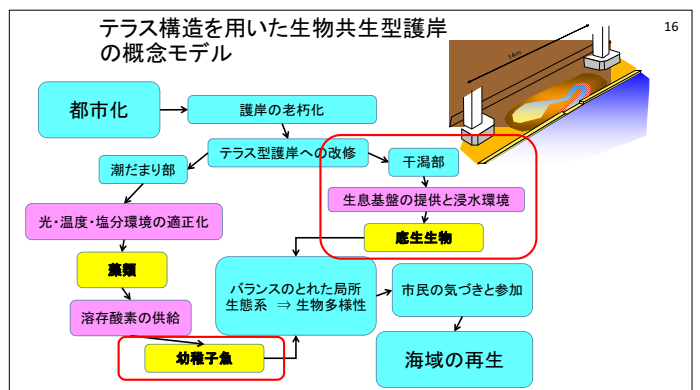 テラス構造を用いた生物共生型護岸
の概念モデル
16
14m
都市化
護岸の老朽化
テラス型護岸への改修
潮だまり部
干潟部
光・温度・塩分環境の適正化
生息基盤の提供と浸水環境
藻類
底生生物
溶存酸素の供給
バランスのとれた局所
生態系 ⇒ 生物多様性
市民の気づきと参加
幼稚子魚
海域の再生